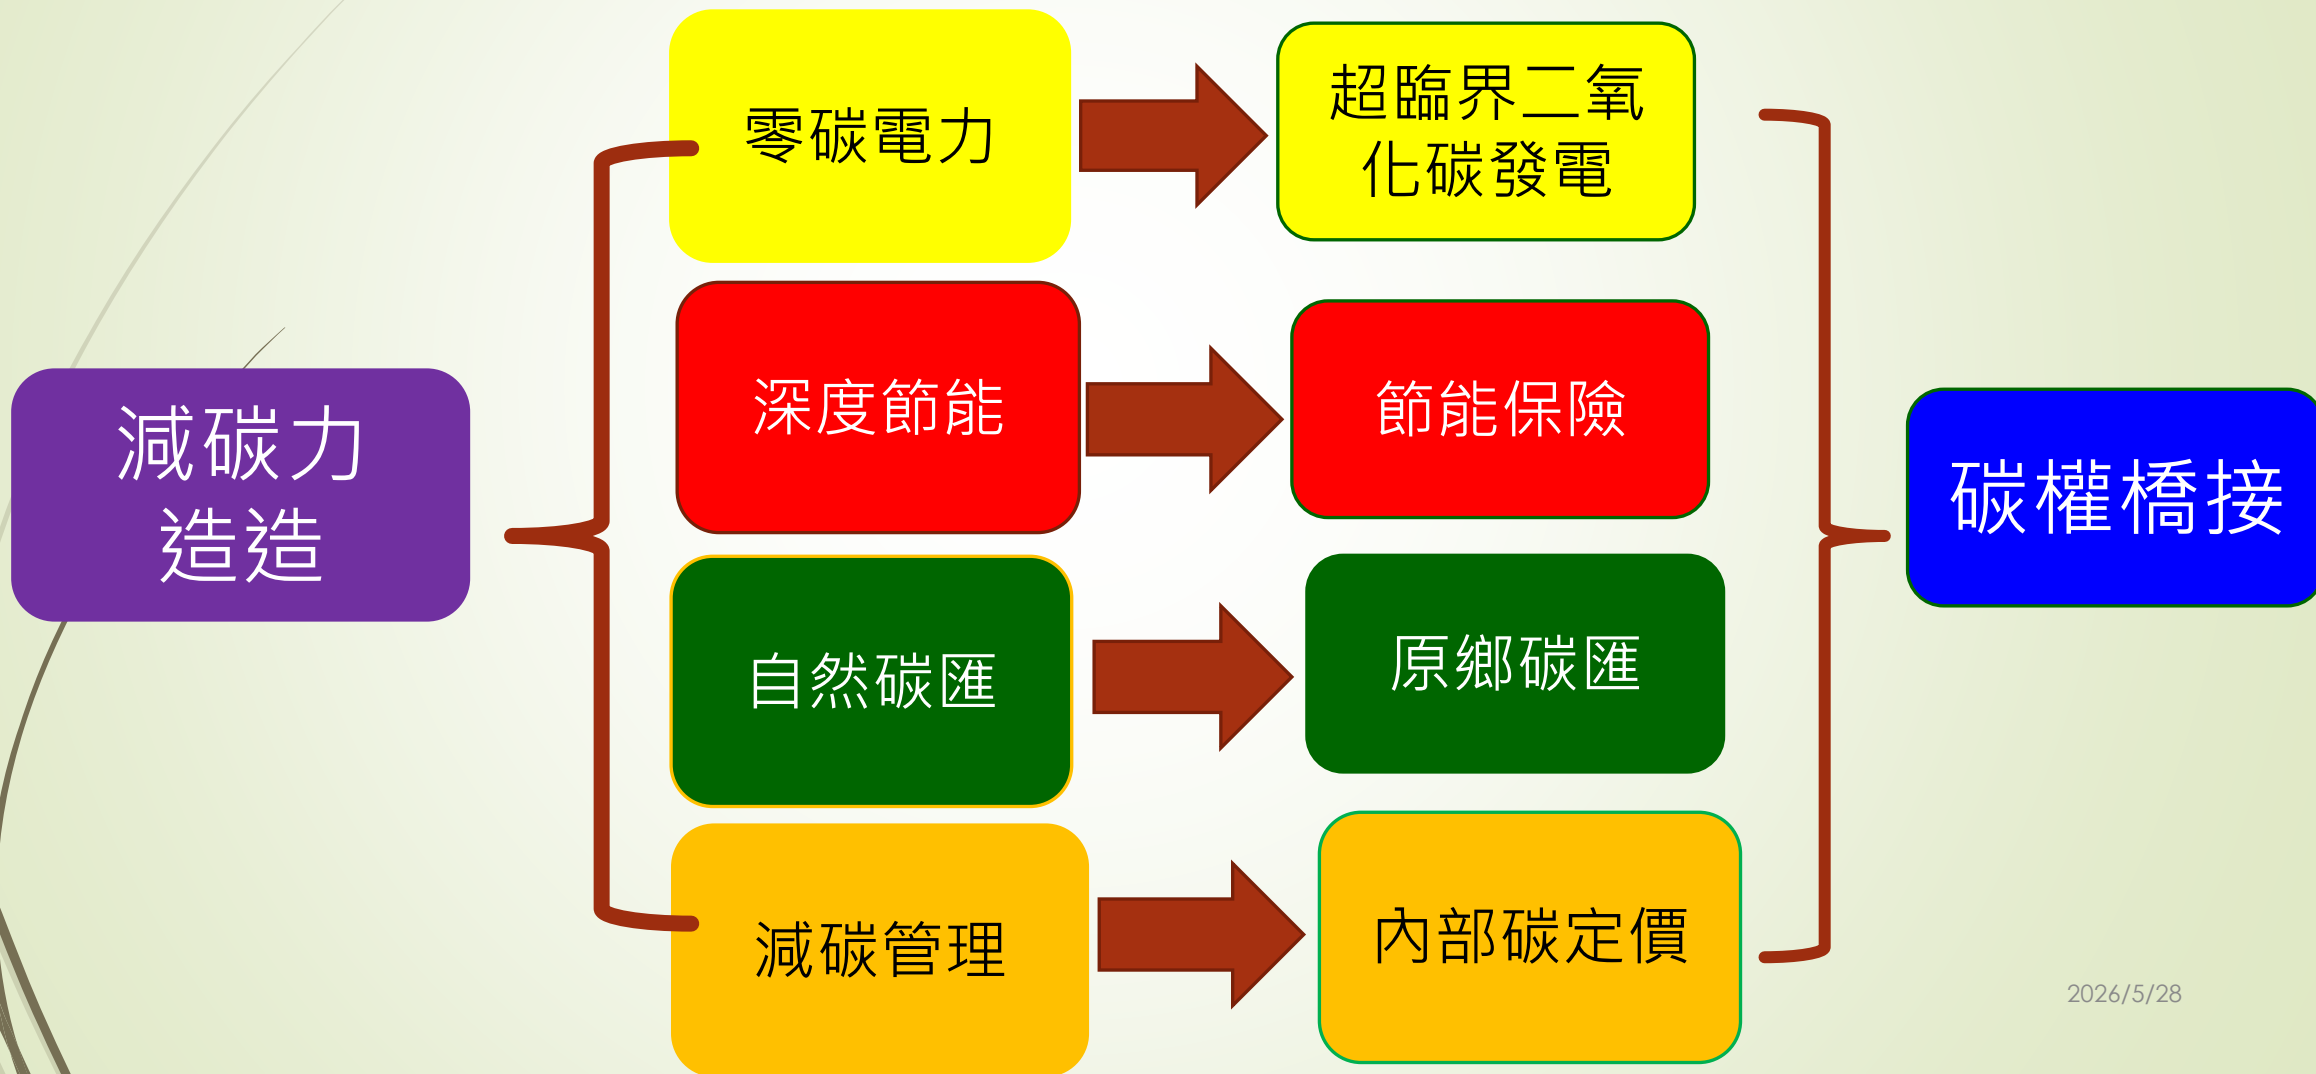 減碳力
造造
零碳電力
超臨界二氧
化碳發電
深度節能
節能保險
自然碳匯
原鄉碳匯
減碳管理
內部碳定價
碳權橋接
2026/5/28